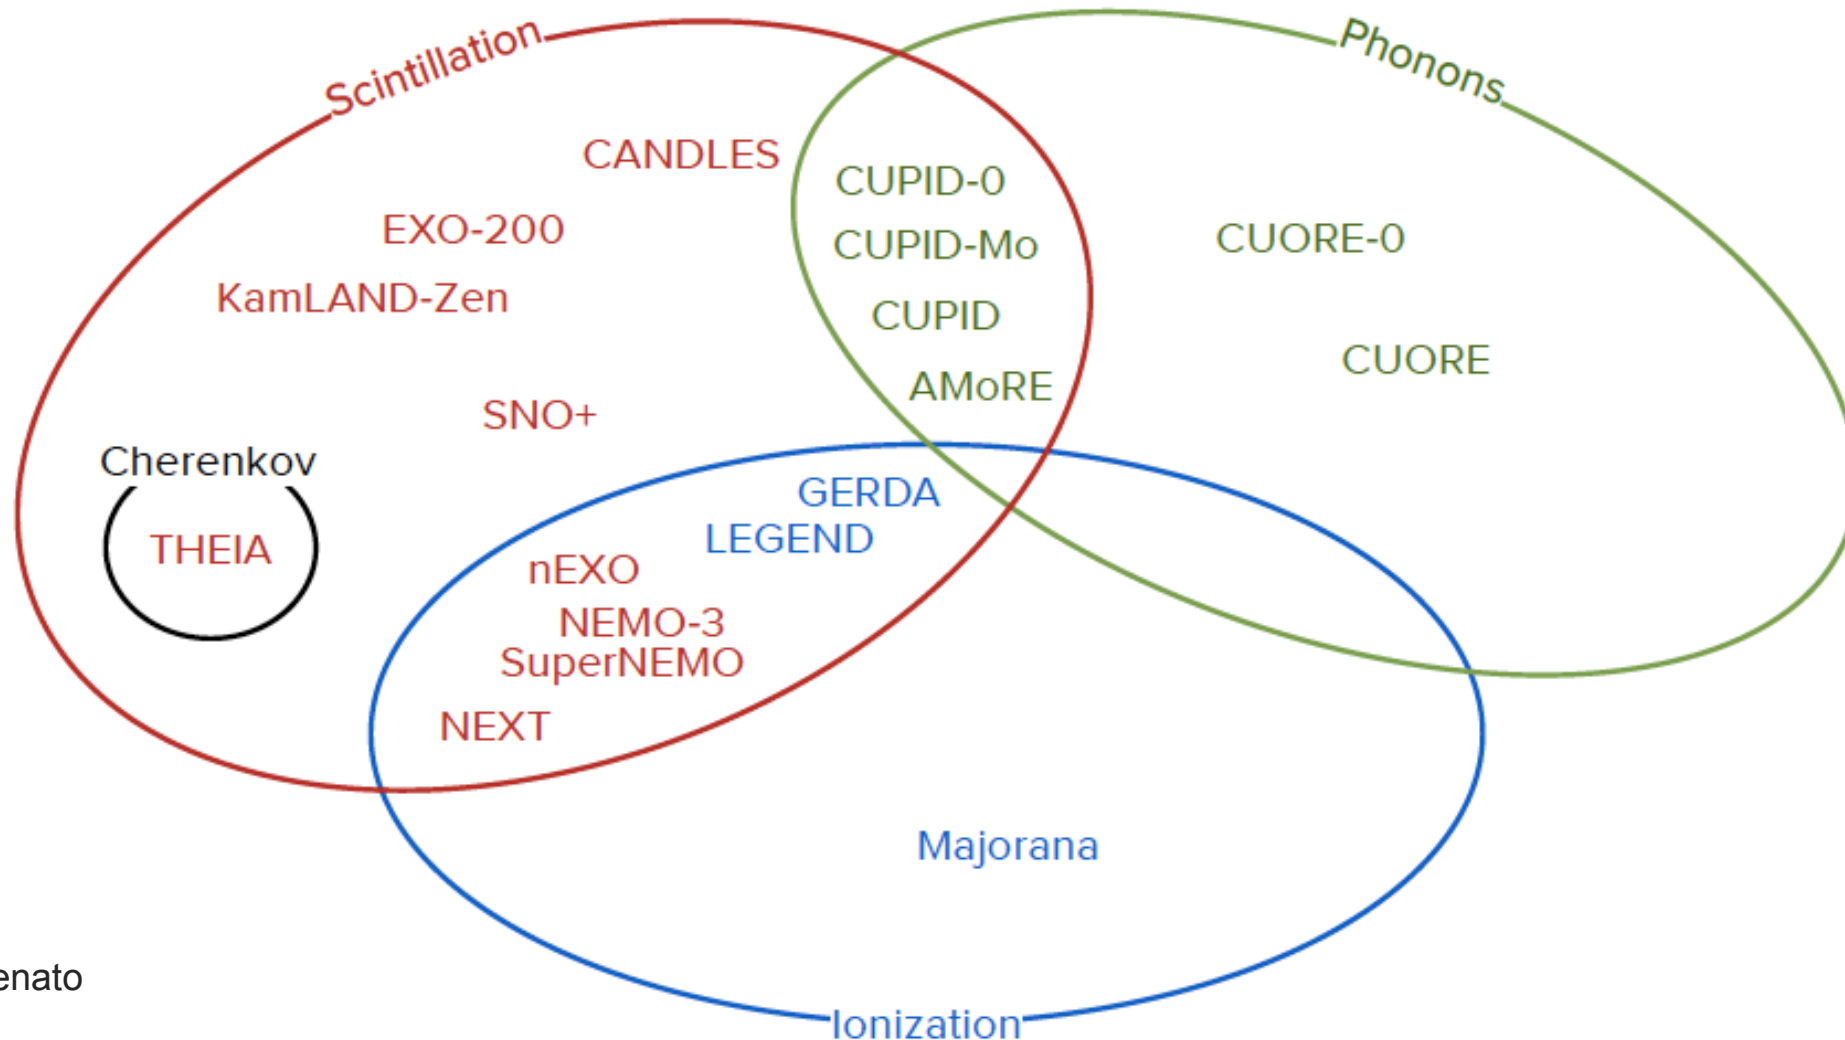 Scintillation
Phonons
CANDLES
CUPID-0
EXO-200
CUPID-Mo
CUORE-0
KamLAND-Zen
CUPID
CUORE
AMoRE
SNO+
Cherenkov
THEIA
GERDA
LEGEND
nEXO
NEMO-3
SuperNEMO
NEXT
Majorana
enato
Ionization